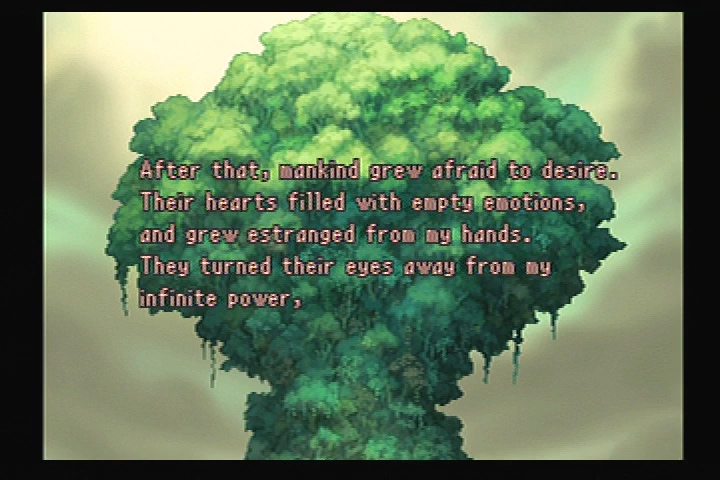 After that, mankind grew afraid to desire.
Their hearts filled with empty emotions,
and grew estranged from my hands.
They turned their eyes away from my
infinite power,